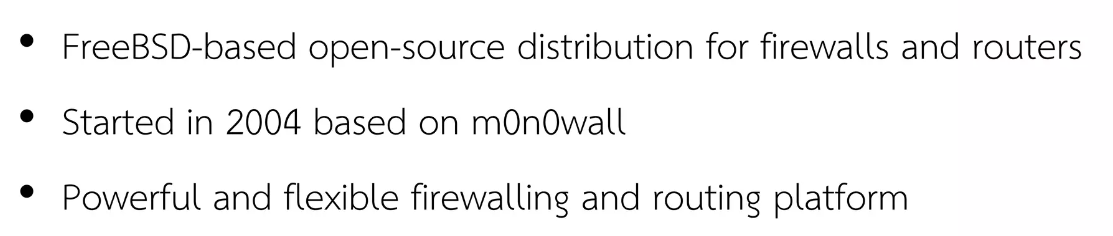 • FreeBSD-based open-source distribution for firewalls and routers
• Started in 2004 based on m0n0wall
• Powerful and flexible firewalling and routing platform